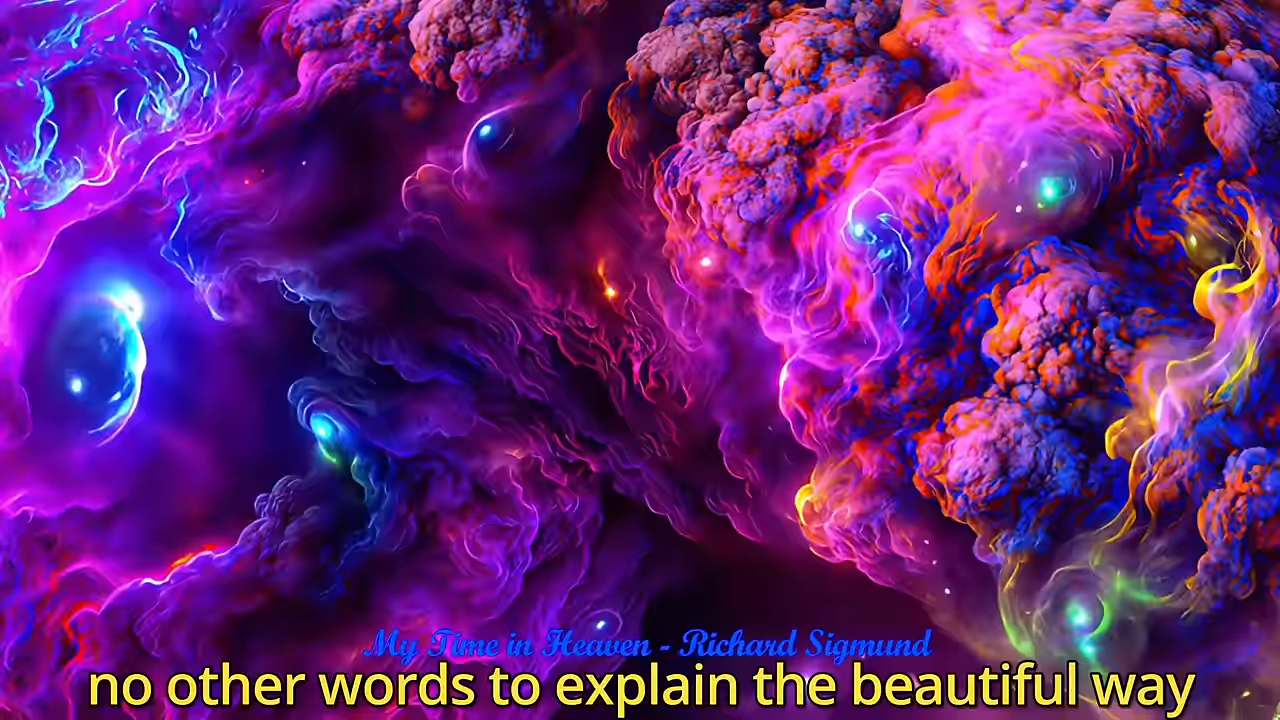 My Time in Heaven - Richard Sigmund
no other words to explain the beautiful way